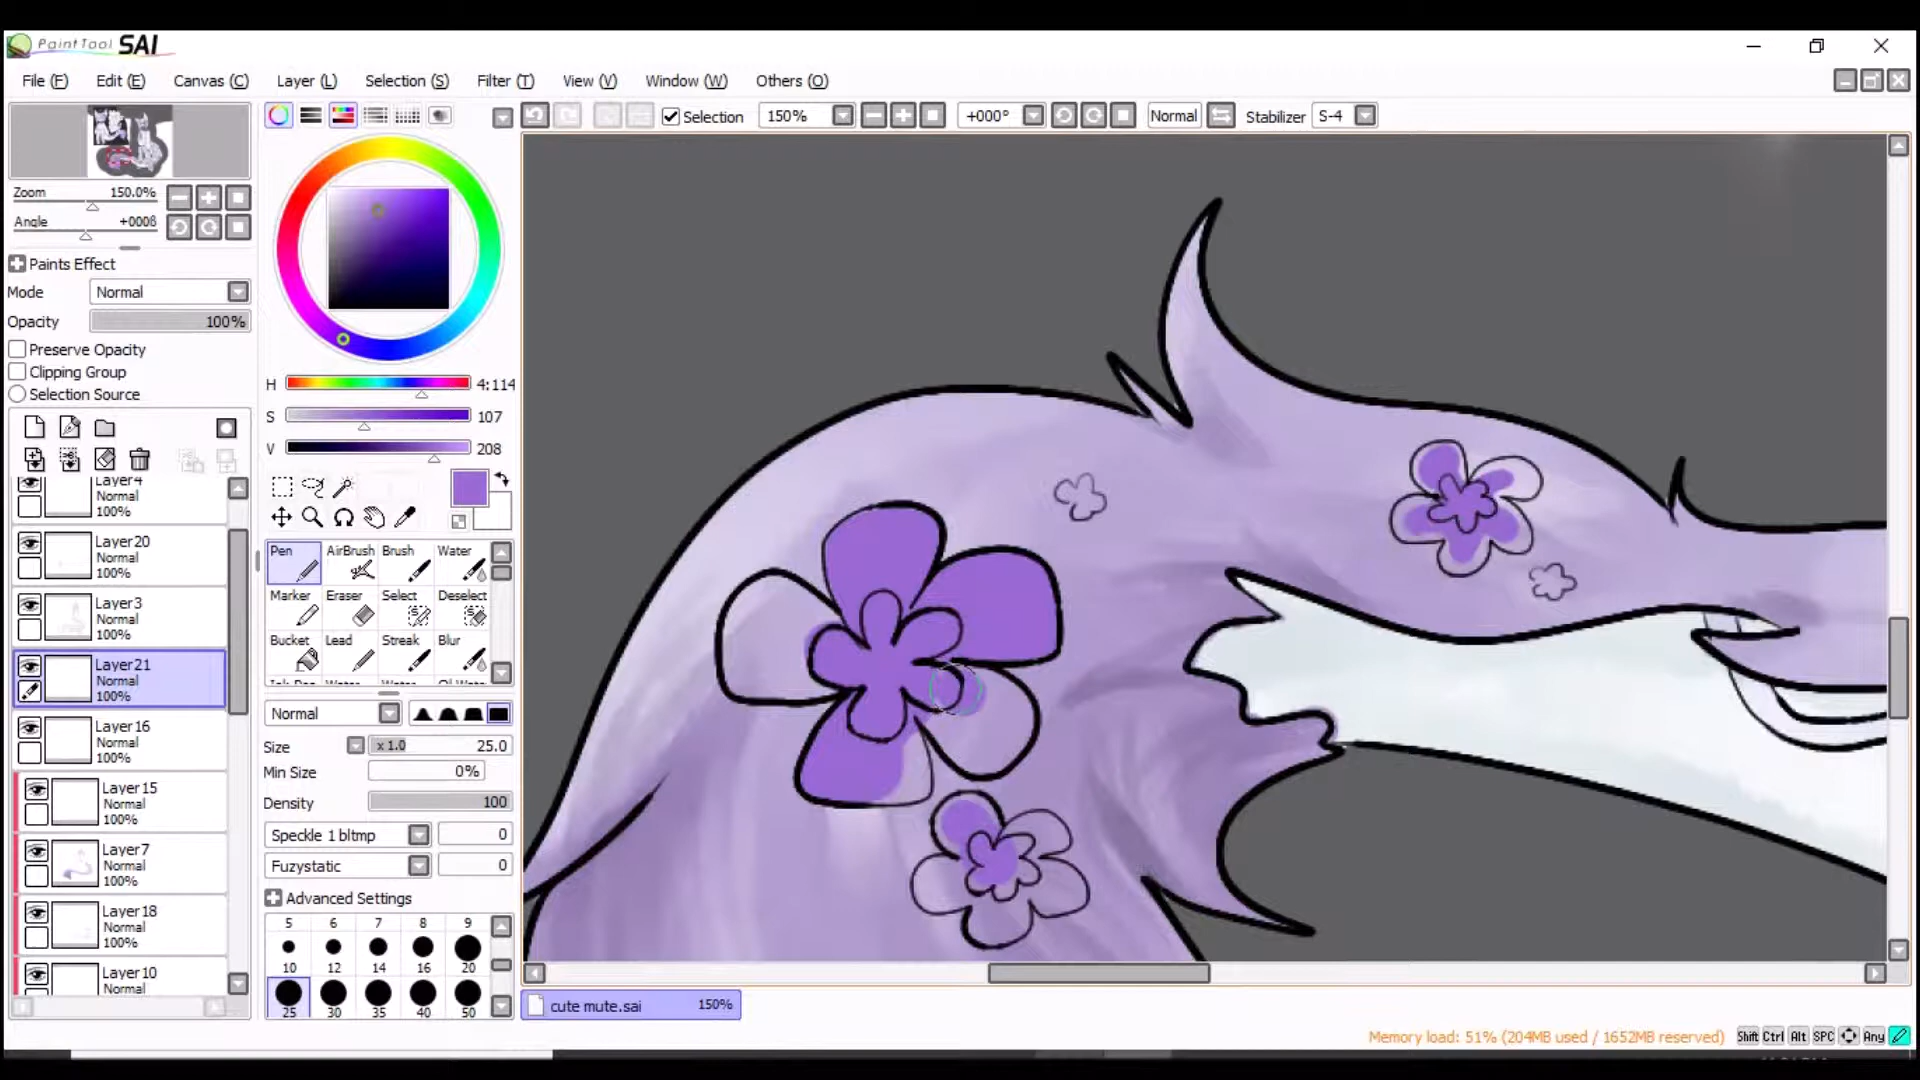 PaintTool SAI
File (F) Edit (E) Canvas (C) Layer (L) Selection (S) Filter (T) View (V) Window (W) Others (O)
Selection 150% +000° Normal Stabilizer S-4
Zoom 150.0%
Angle +000ß
Paints Effect
Mode Normal
Opacity 100%
Preserve Opacity
Clipping Group
Selection Source
Layer4
Normal
100%
Layer20
Normal
100%
Layer3
Normal
100%
Layer21
Normal
100%
Layer16
Normal
100%
Layer15
Normal
100%
Layer7
Normal
100%
Layer18
Normal
100%
Layer10
Normal
H 4:114
S 107
V 208
Pen AirBrush Brush Water
Marker Eraser Select Deselect
Bucket Lead Streak Blur
Normal
Size x 1.0 25.0
Min Size 0%
Density 100
Speckle 1 bltmp 0
Fuzystatic 0
Advanced Settings
5 6 7 8 9
10 12 14 16 20
25 30 35 40 50
cute mute.sai 150%
Memory load: 51% (204MB used / 1652MB reserved) Shift Ctrl Alt SPC Any